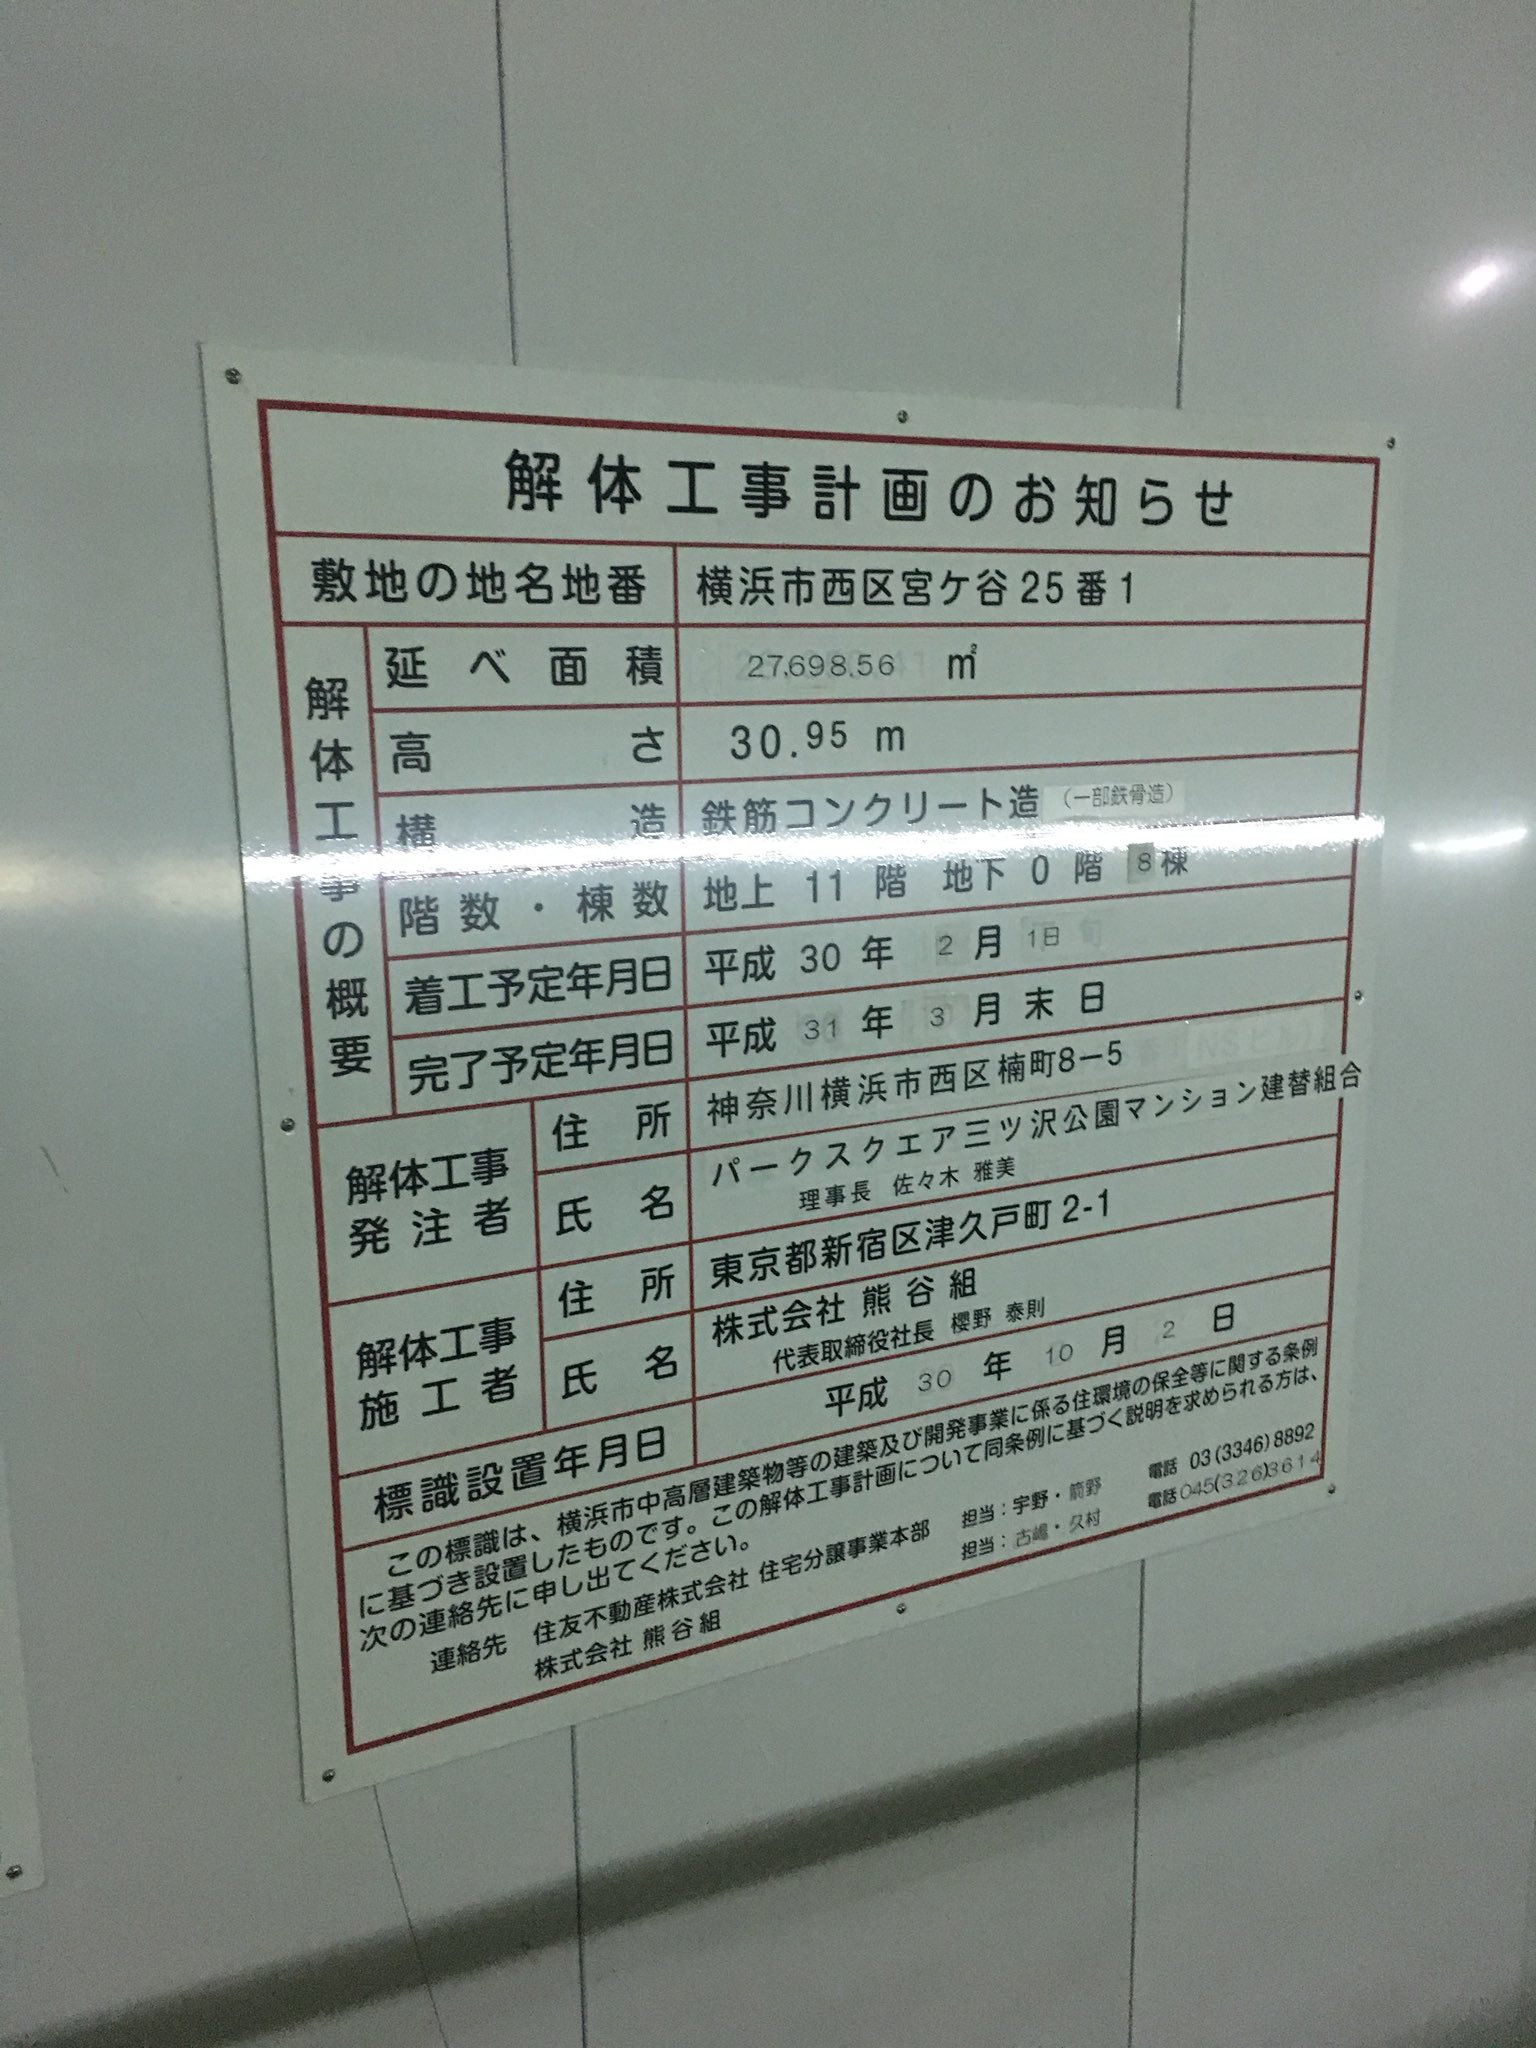 解体工事計画のお知らせ
敷地の地名地番 横浜市西区宮ケ谷25番1
解体工事の概要
延べ面積 27,698.56 ㎡
高さ 30.95 m
構造 鉄筋コンクリート造 (一部鉄骨造)
階数・棟数 地上 11 階 地下 0 階 8棟
着工予定年月日 平成 30 年 2 月 1日
完了予定年月日 平成 31 年 3 月 末 日
解体工事発注者
住所 神奈川横浜市西区楠町8−5
氏名 パークスクエア三ツ沢公園マンション建替組合
理事長 佐々木 雅美
解体工事施工者
住所 東京都新宿区津久戸町 2-1
氏名 株式会社 熊谷組
代表取締役社長 櫻野 泰則
標識設置年月日 平成 30 年 10 月 2 日
この標識は、横浜市中高層建築物等の建築及び開発事業に係る住環境の保全等に関する条例
に基づき設置したものです。この解体工事計画について同条例に基づく説明を求められる方は、
次の連絡先に申し出てください。
連絡先 住友不動産株式会社 住宅分譲事業本部 担当：宇野・前野 電話 03(3346)8892
株式会社 熊谷組 担当：古嶋・久村 電話 045(326)3614